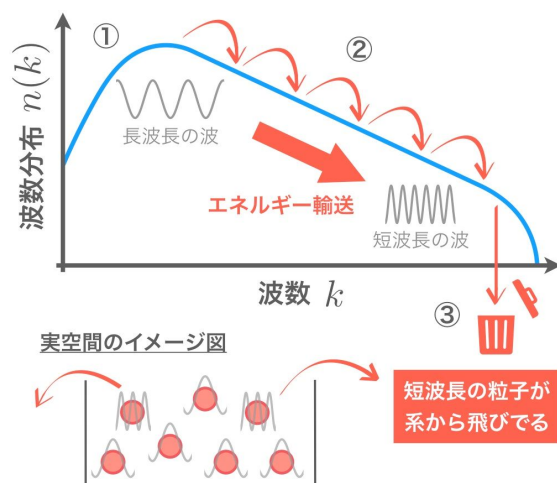 ①
②
波数分布 n(k)
長波長の波
エネルギー輸送
短波長の波
波数 k
③
実空間のイメージ図
短波長の粒子が
系から飛びでる